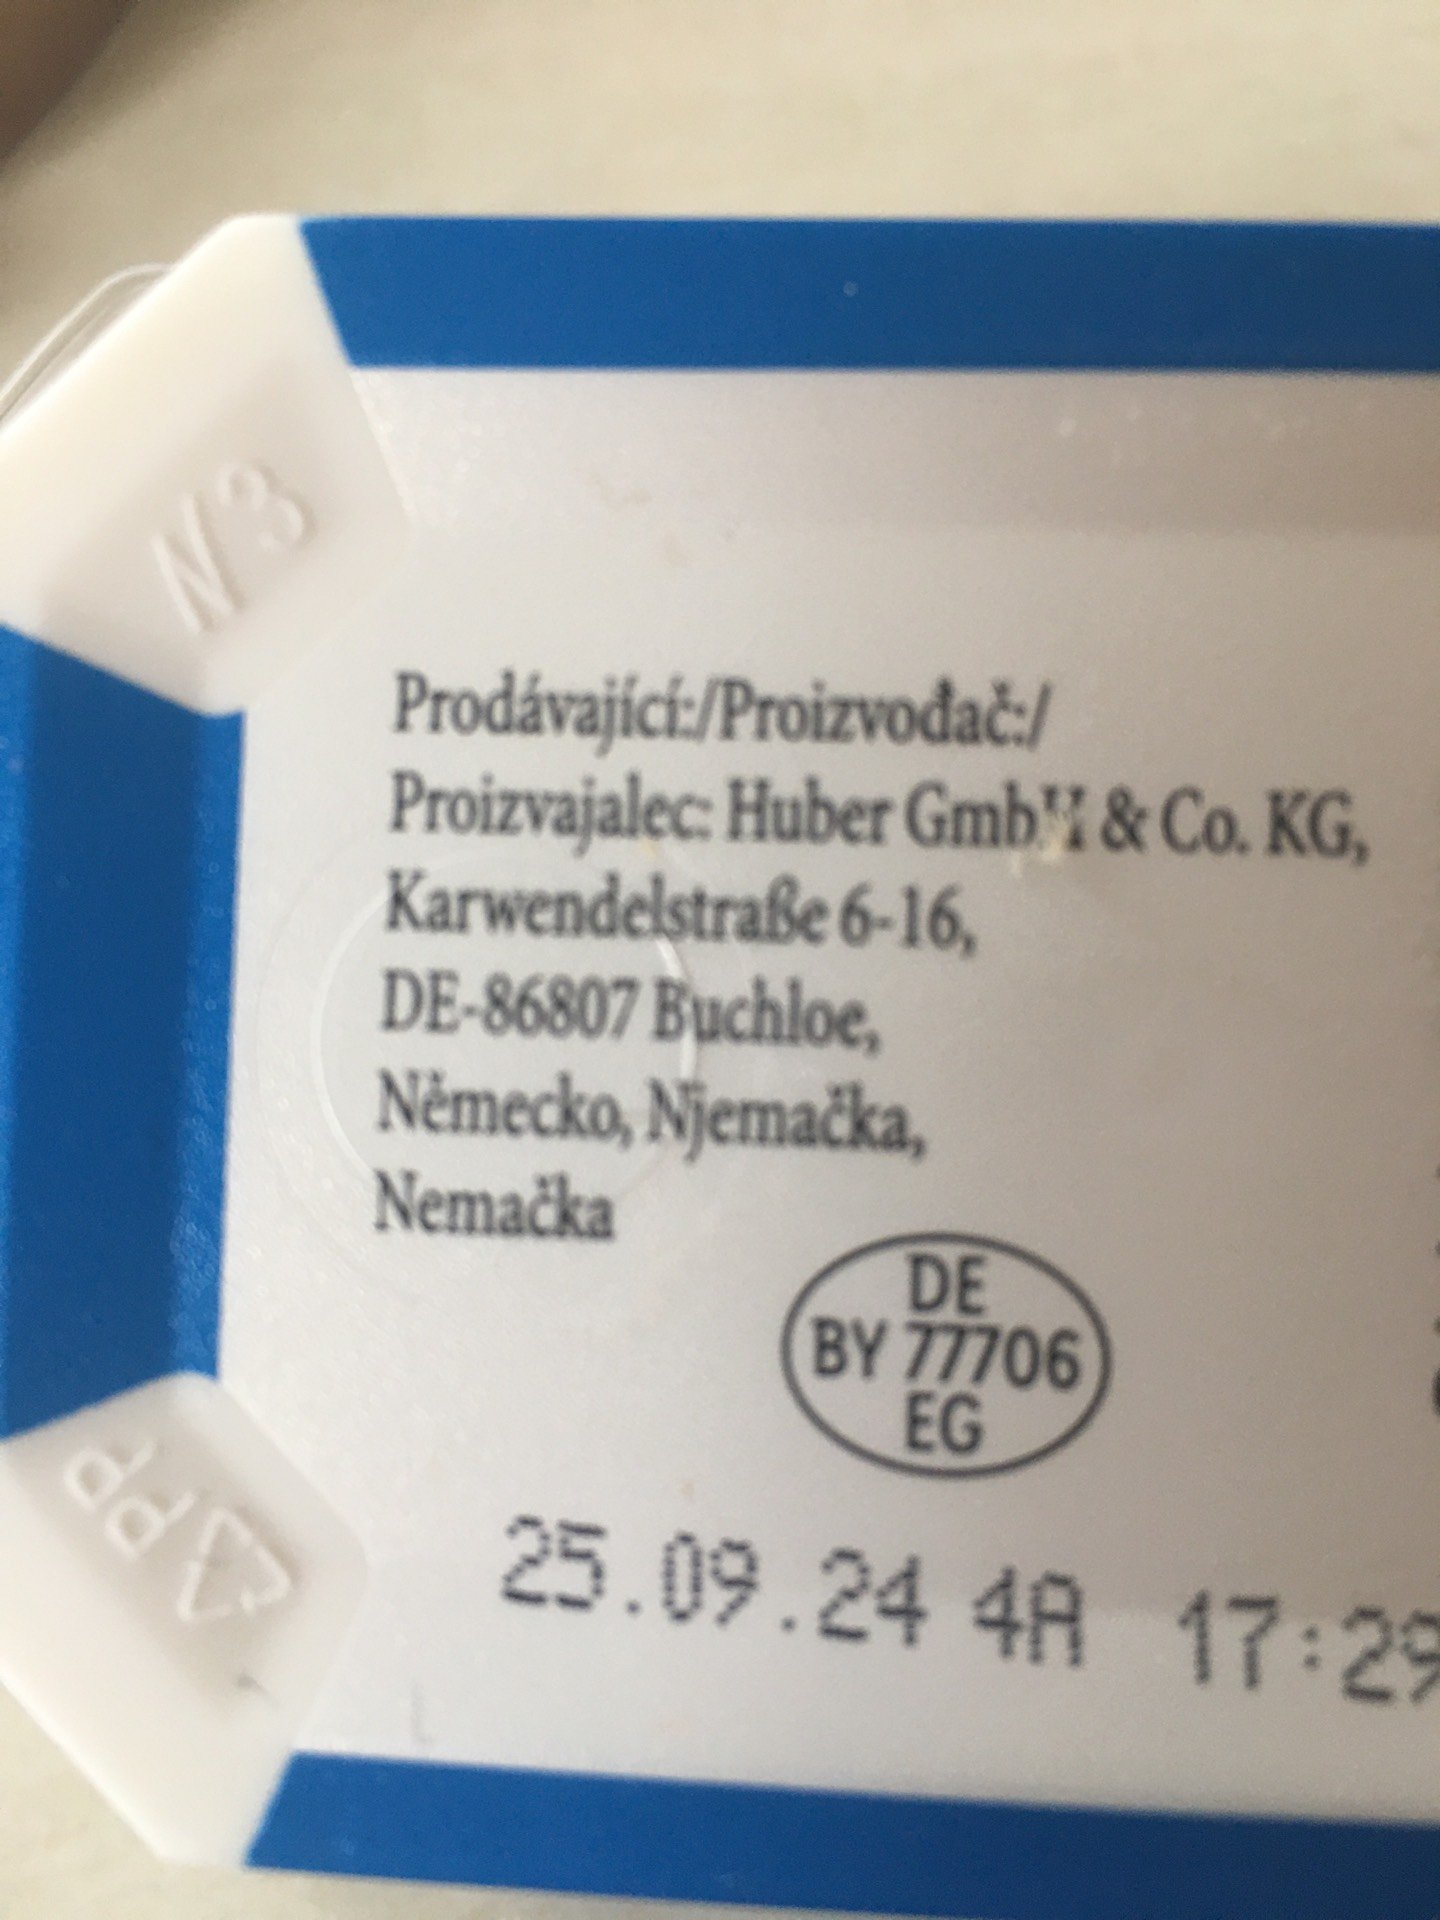 N3
Prodávající:/Proizvođač:/
Proizvajalec: Huber GmbH & Co. KG,
Karwendelstraße 6-16,
DE-86807 Buchloe,
Německo, Njemačka,
Nemačka
DE
BY 77706
EG
PP
25.09.24 4A 17:29